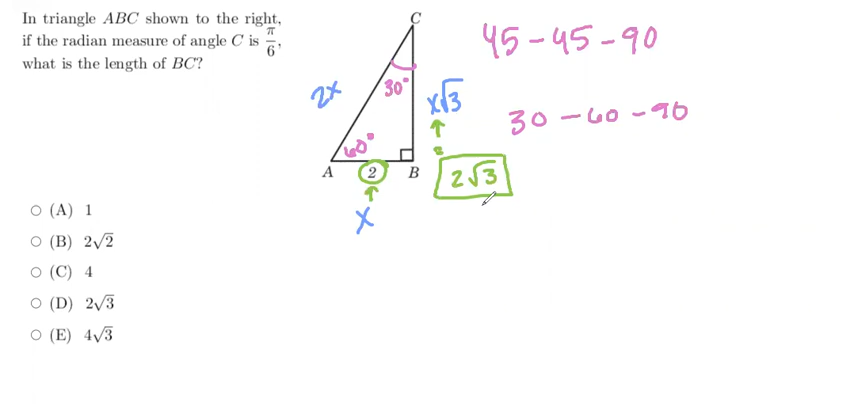 In triangle ABC shown to the right,
if the radian measure of angle C is π/6,
what is the length of BC?
C
45 - 45 - 90
2x
30°
x√3
30 - 60 - 90
60°
A
2
B
2√3
x
(A) 1
(B) 2√2
(C) 4
(D) 2√3
(E) 4√3